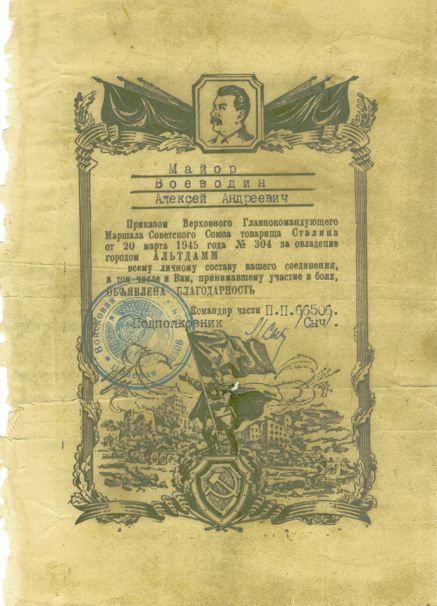 Майор
Воеводин
Алексей Андреевич
Приказом Верховного Главнокомандующего
Маршала Советского Союза товарища Сталина
от 20 марта 1945 года № 304 за овладение
городом АЛЬТДАММ
всему личному составу вашего соединения,
в том числе и Вам, принимавшему участие в боях,
ОБЪЯВЛЕНА БЛАГОДАРНОСТЬ
Командир части П.П.66506.
Подполковник /Сич/.